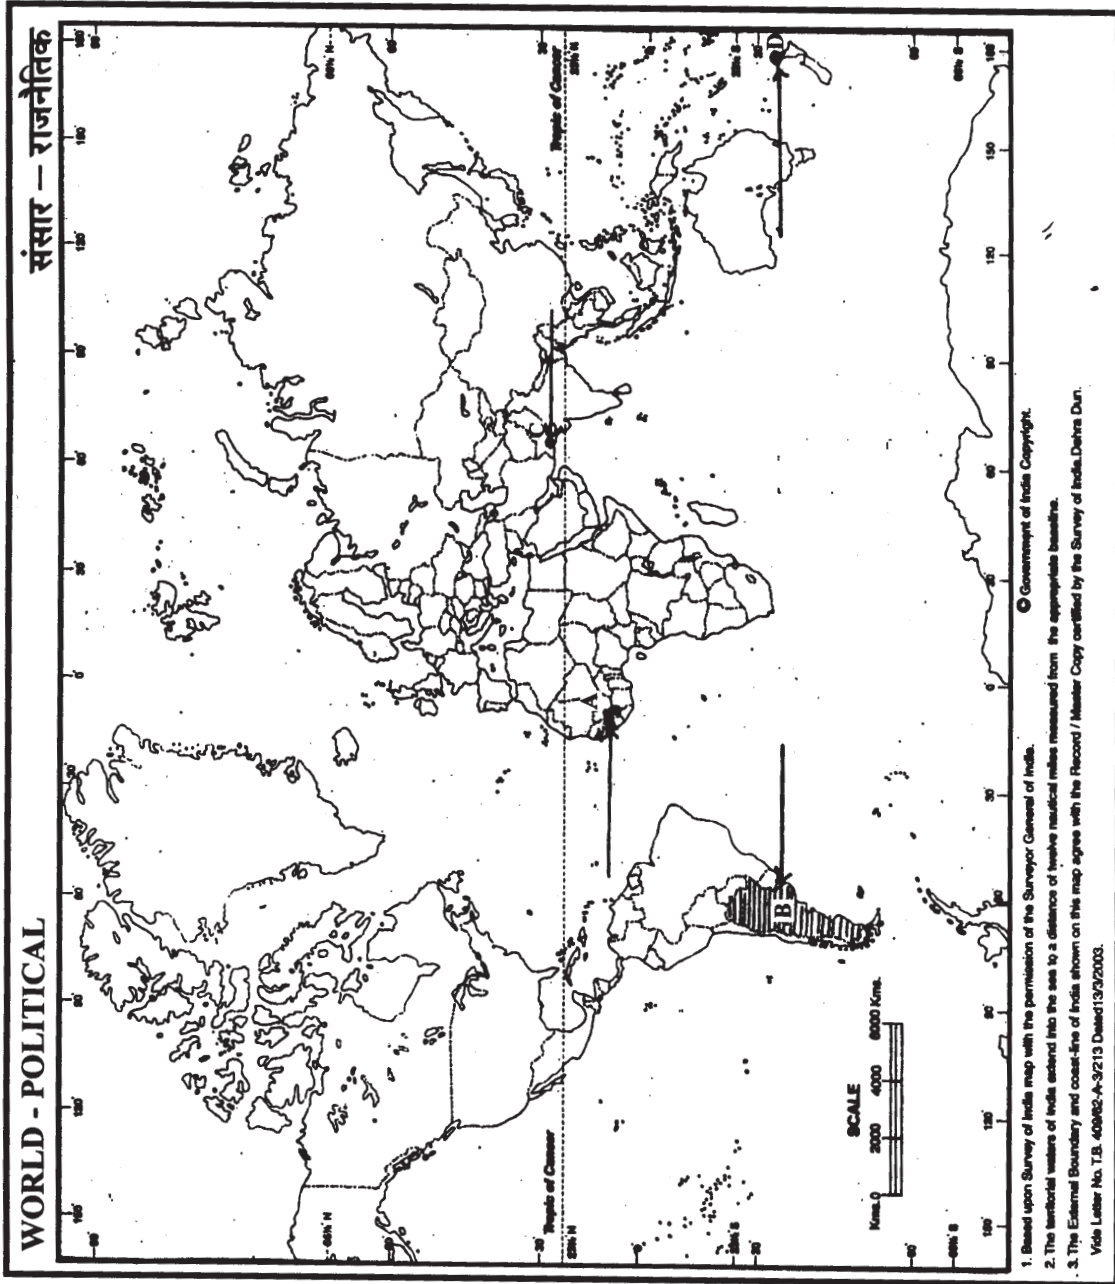 WORLD - POLITICAL
संसार – राजनैतिक
Tropic of Cancer
Tropic of Cancer
A
B
C
D
SCALE
Kms. 0 2000 4000 6000 Kms.
1. Based upon Survey of India map with the permission of the Surveyor General of India.
© Government of India Copyright.
2. The territorial waters of India extend into the sea to a distance of twelve nautical miles measured from the appropriate baseline.
3. The External Boundary and coast-line of India shown on this map agree with the Record / Master Copy certified by the Survey of India.Dehra Dun.
Vide Letter No. T.B. 409/62-A-3/213 Dated13/3/2003.